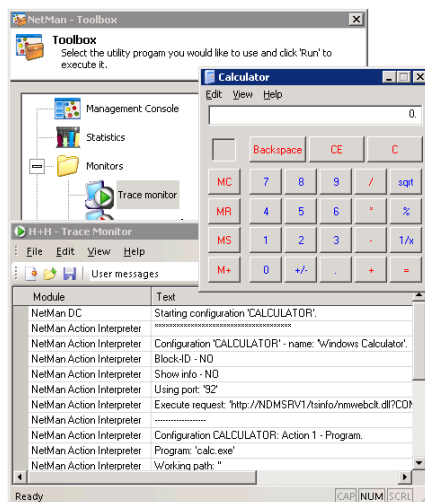 NetMan - Toolbox
Toolbox
Select the utility progam you would like to use and click 'Run' to
execute it.
Management Console
Statistics
Monitors
Trace monitor
Calculator
Edit View Help
0.
Backspace CE C
MC 7 8 9 / sqrt
MR 4 5 6 * %
MS 1 2 3 - 1/x
M+ 0 +/- . + =
H+H - Trace Monitor
File Edit View Help
User messages
Module Text
NetMan DC Starting configuration 'CALCULATOR'.
NetMan Action Interpreter
NetMan Action Interpreter Configuration 'CALCULATOR' - name: 'Windows Calculator'.
NetMan Action Interpreter Block-ID - NO
NetMan Action Interpreter Show info - NO
NetMan Action Interpreter Using port: '92'
NetMan Action Interpreter Execute request: 'http://NDMSRV1/tsinfo/nmwebclt.dll?CON
NetMan Action Interpreter
NetMan Action Interpreter Configuration CALCULATOR: Action 1 - Program.
NetMan Action Interpreter Program: 'calc.exe'
NetMan Action Interpreter Working path: ''
Ready CAP NUM SCRL